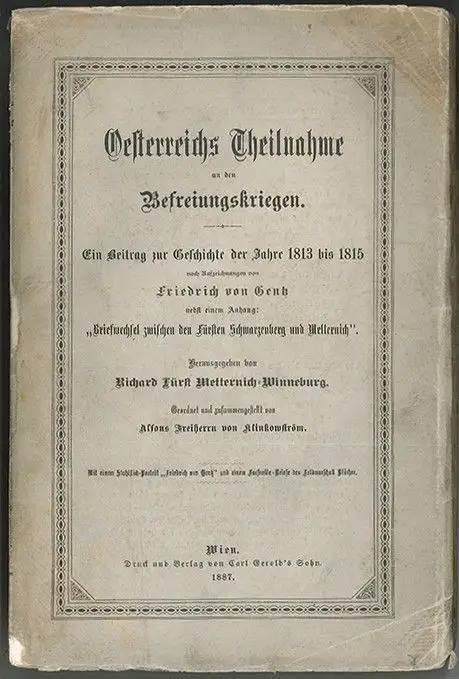 Oesterreichs Theilnahme
an den
Befreiungskriegen.
Ein Beitrag zur Geschichte der Jahre 1813 bis 1815
nach Aufzeichnungen von
Friedrich von Gentz
nebst einem Anhang:
„Briefwechsel zwischen den Fürsten Schwarzenberg und Metternich".
Herausgegeben von
Richard Fürst Metternich-Winneburg.
Geordnet und zusammengestellt von
Alfons Freiherrn von Klinkowström.
Mit einem Stahlstich-Porträt „Friedrich von Gentz" und einem Facsimile-Briefe des Feldmarschall Blücher.
Wien.
Druck und Verlag von Carl Gerold's Sohn.
1887.